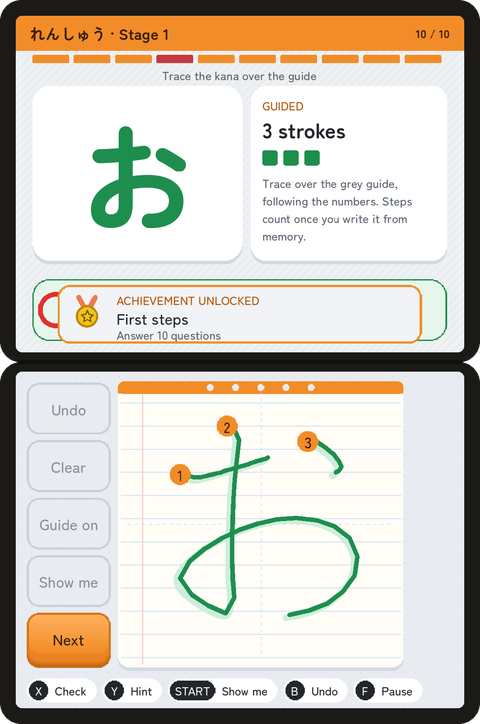 れんしゅう · Stage 1
10 / 10
Trace the kana over the guide
お
GUIDED
3 strokes
Trace over the grey guide,
following the numbers. Steps
count once you write it from
memory.
ACHIEVEMENT UNLOCKED
First steps
Answer 10 questions
Undo
Clear
Guide on
Show me
Next
1
2
3
お
X Check
Y Hint
START Show me
B Undo
F Pause